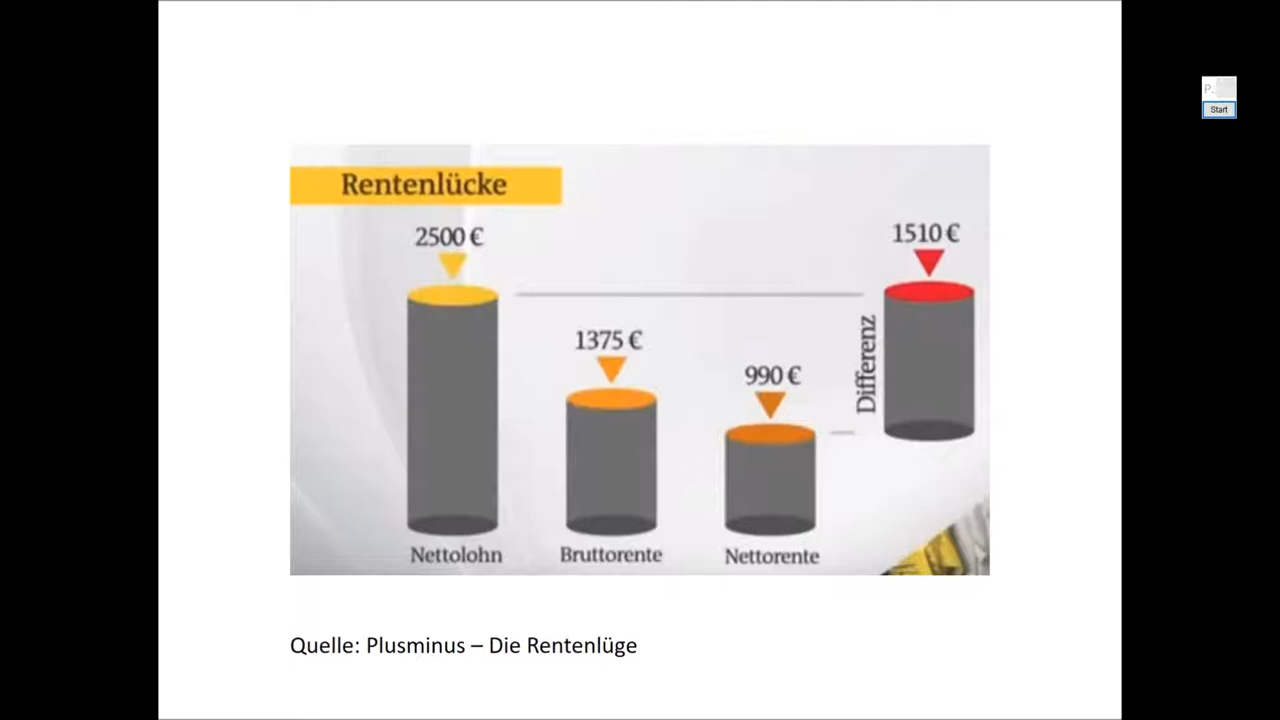 Rentenlücke
2500 €
1510 €
1375 €
990 €
Differenz
Nettolohn
Bruttorente
Nettorente
Quelle: Plusminus – Die Rentenlüge
P.
Start